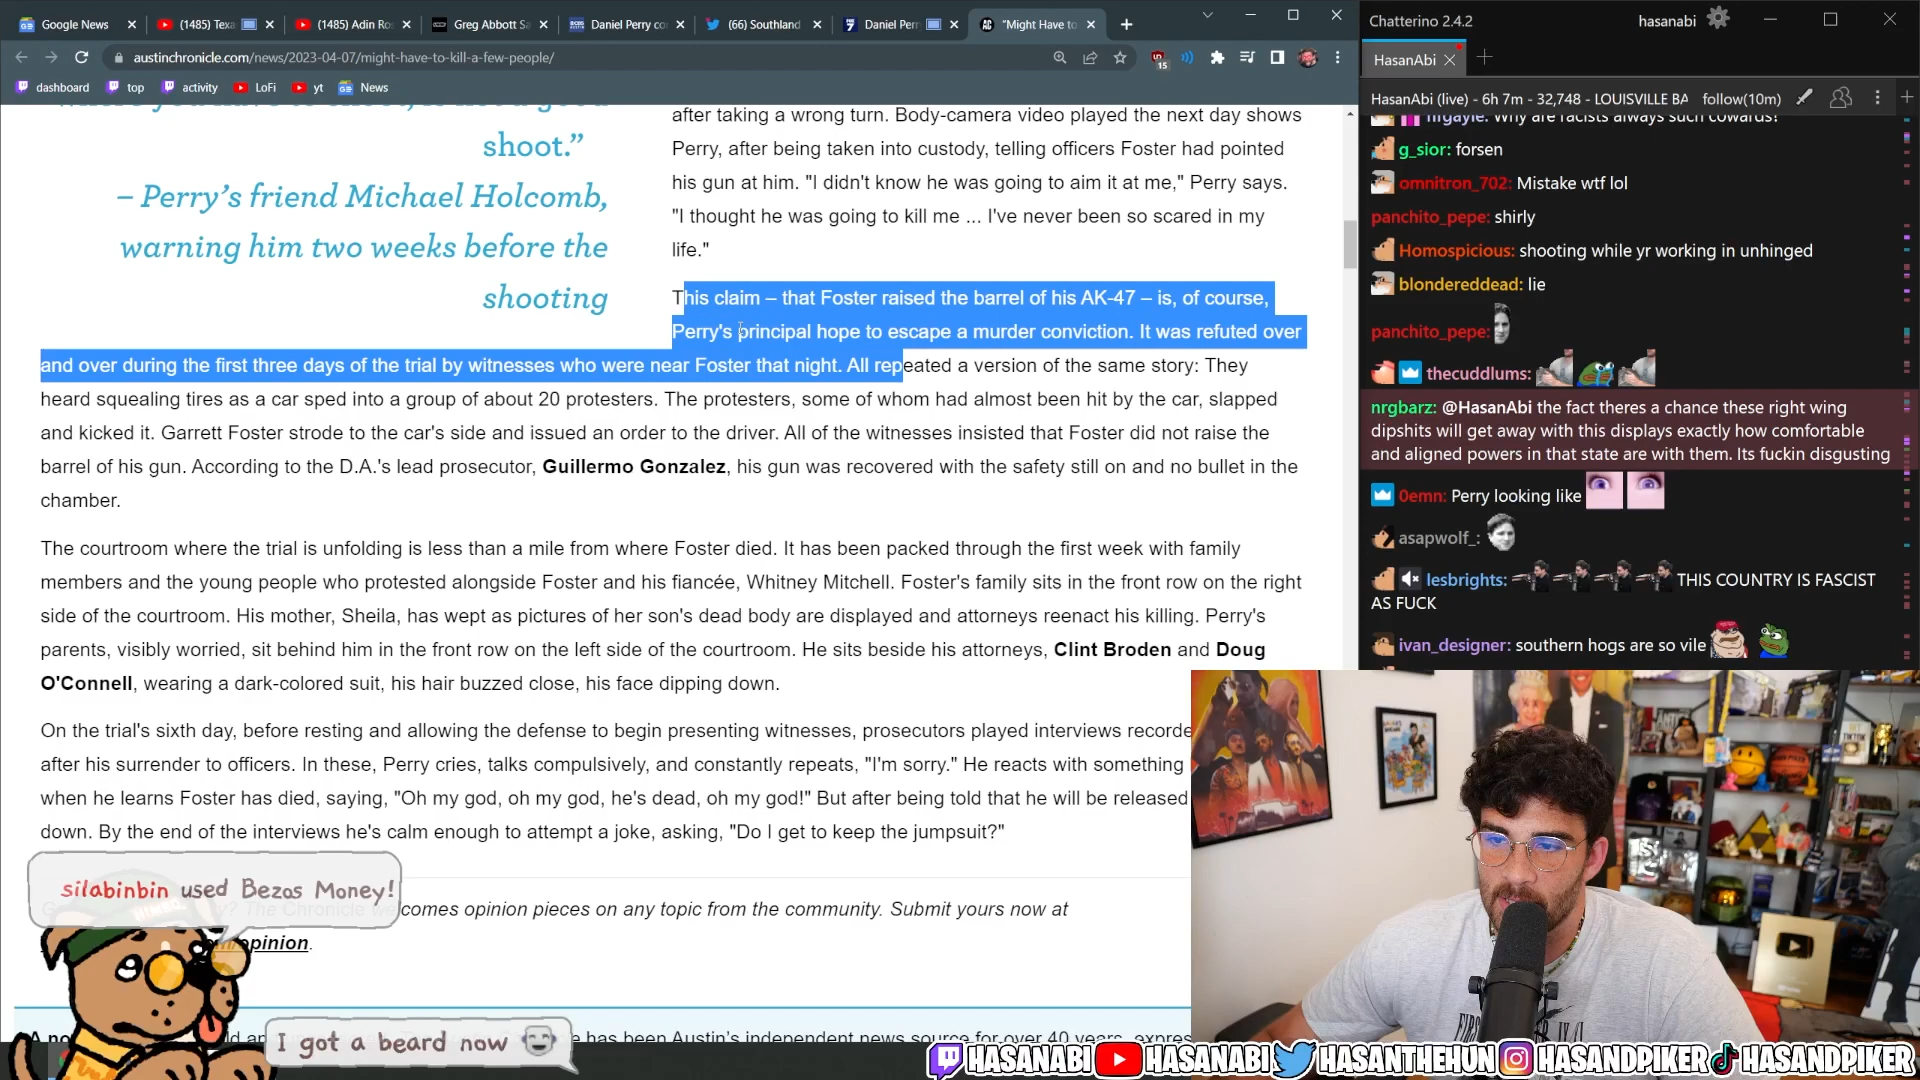 Google News
(1485) Texa
(1485) Adin Ros
Greg Abbott Sa
Daniel Perry co
(66) Southland
Daniel Perr
"Might Have to
Chatterino 2.4.2
hasanabi
austinchronicle.com/news/2023-04-07/might-have-to-kill-a-few-people/
15
HasanAbi
dashboard
top
activity
LoFi
yt
News
HasanAbi (live) - 6h 7m - 32,748 - LOUISVILLE BA
follow(10m)
shoot.”
– Perry’s friend Michael Holcomb,
warning him two weeks before the
shooting
after taking a wrong turn. Body-camera video played the next day shows
Perry, after being taken into custody, telling officers Foster had pointed
his gun at him. "I didn't know he was going to aim it at me," Perry says.
"I thought he was going to kill me ... I've never been so scared in my
life."
This claim – that Foster raised the barrel of his AK-47 – is, of course,
Perry's principal hope to escape a murder conviction. It was refuted over
and over during the first three days of the trial by witnesses who were near Foster that night. All repeated a version of the same story: They
heard squealing tires as a car sped into a group of about 20 protesters. The protesters, some of whom had almost been hit by the car, slapped
and kicked it. Garrett Foster strode to the car's side and issued an order to the driver. All of the witnesses insisted that Foster did not raise the
barrel of his gun. According to the D.A.'s lead prosecutor, Guillermo Gonzalez, his gun was recovered with the safety still on and no bullet in the
chamber.
The courtroom where the trial is unfolding is less than a mile from where Foster died. It has been packed through the first week with family
members and the young people who protested alongside Foster and his fiancée, Whitney Mitchell. Foster's family sits in the front row on the right
side of the courtroom. His mother, Sheila, has wept as pictures of her son's dead body are displayed and attorneys reenact his killing. Perry's
parents, visibly worried, sit behind him in the front row on the left side of the courtroom. He sits beside his attorneys, Clint Broden and Doug
O'Connell, wearing a dark-colored suit, his hair buzzed close, his face dipping down.
On the trial's sixth day, before resting and allowing the defense to begin presenting witnesses, prosecutors played interviews recorde
after his surrender to officers. In these, Perry cries, talks compulsively, and constantly repeats, "I'm sorry." He reacts with something
when he learns Foster has died, saying, "Oh my god, oh my god, he's dead, oh my god!" But after being told that he will be released
down. By the end of the interviews he's calm enough to attempt a joke, asking, "Do I get to keep the jumpsuit?"
silabinbin used Bezos Money!
? The Chronicle welcomes opinion pieces on any topic from the community. Submit yours now at
opinion.
I got a beard now
e has been Austin's independent news source for over 40 years, expres
nrgayle: Why are racists always such cowards?
g_sior: forsen
omnitron_702: Mistake wtf lol
panchito_pepe: shirly
Homospicious: shooting while yr working in unhinged
blondereddead: lie
panchito_pepe:
thecuddlums:
nrgbarz: @HasanAbi the fact theres a chance these right wing
dipshits will get away with this displays exactly how comfortable
and aligned powers in that state are with them. Its fuckin disgusting
0emn: Perry looking like
asapwolf_:
lesbrights: THIS COUNTRY IS FASCIST
AS FUCK
ivan_designer: southern hogs are so vile
HASANABI
HASANABI
HASANTHEHUN
HASANDPIKER
HASANDPIKER